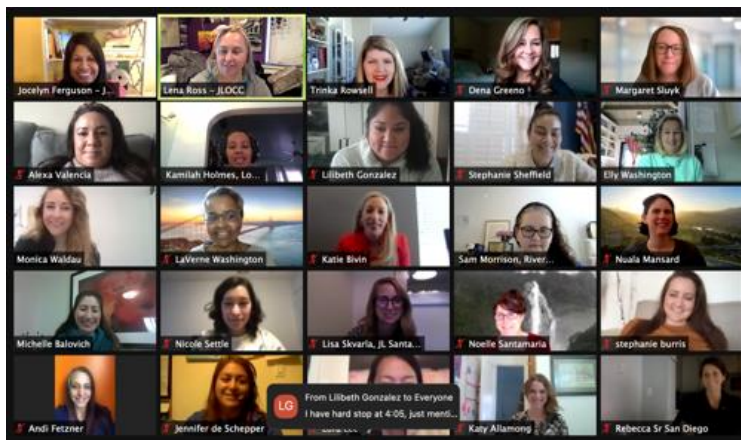 Jocelyn Ferguson – J...
Lena Ross – JLOCC
Trinka Rowsell
Dena Greeno
Margaret Sluyk
Alexa Valencia
Kamilah Holmes, Lo...
Lilibeth Gonzalez
Stephanie Sheffield
Elly Washington
Monica Waldau
LaVerne Washington
Katie Bivin
Sam Morrison, River...
Nuala Mansard
Michelle Balovich
Nicole Settle
Lisa Skvarla, JL Santa...
Noelle Santamaria
stephanie burris
Andi Fetzner
Jennifer de Schepper
LG
From Lilibeth Gonzalez to Everyone
I have hard stop at 4:05, just menti...
Katy Allamong
Rebecca Sr San Diego